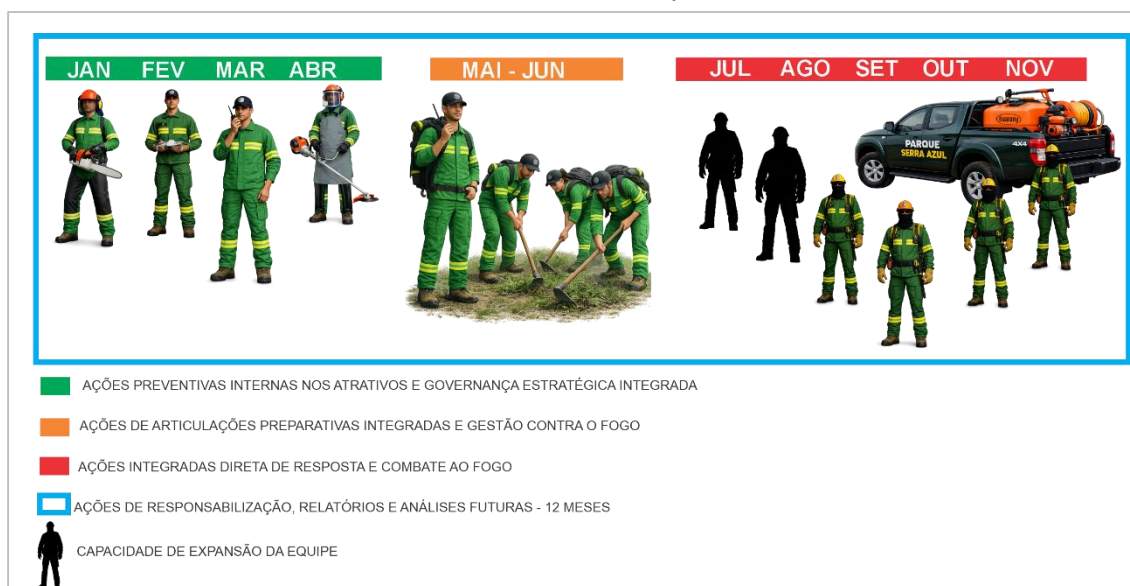 JAN FEV MAR ABR MAI - JUN JUL AGO SET OUT NOV
PARQUE
SERRA AZUL
4X4
AÇÕES PREVENTIVAS INTERNAS NOS ATRATIVOS E GOVERNANÇA ESTRATÉGICA INTEGRADA
AÇÕES DE ARTICULAÇÕES PREPARATIVAS INTEGRADAS E GESTÃO CONTRA O FOGO
AÇÕES INTEGRADAS DIRETA DE RESPOSTA E COMBATE AO FOGO
AÇÕES DE RESPONSABILIZAÇÃO, RELATÓRIOS E ANÁLISES FUTURAS - 12 MESES
CAPACIDADE DE EXPANSÃO DA EQUIPE